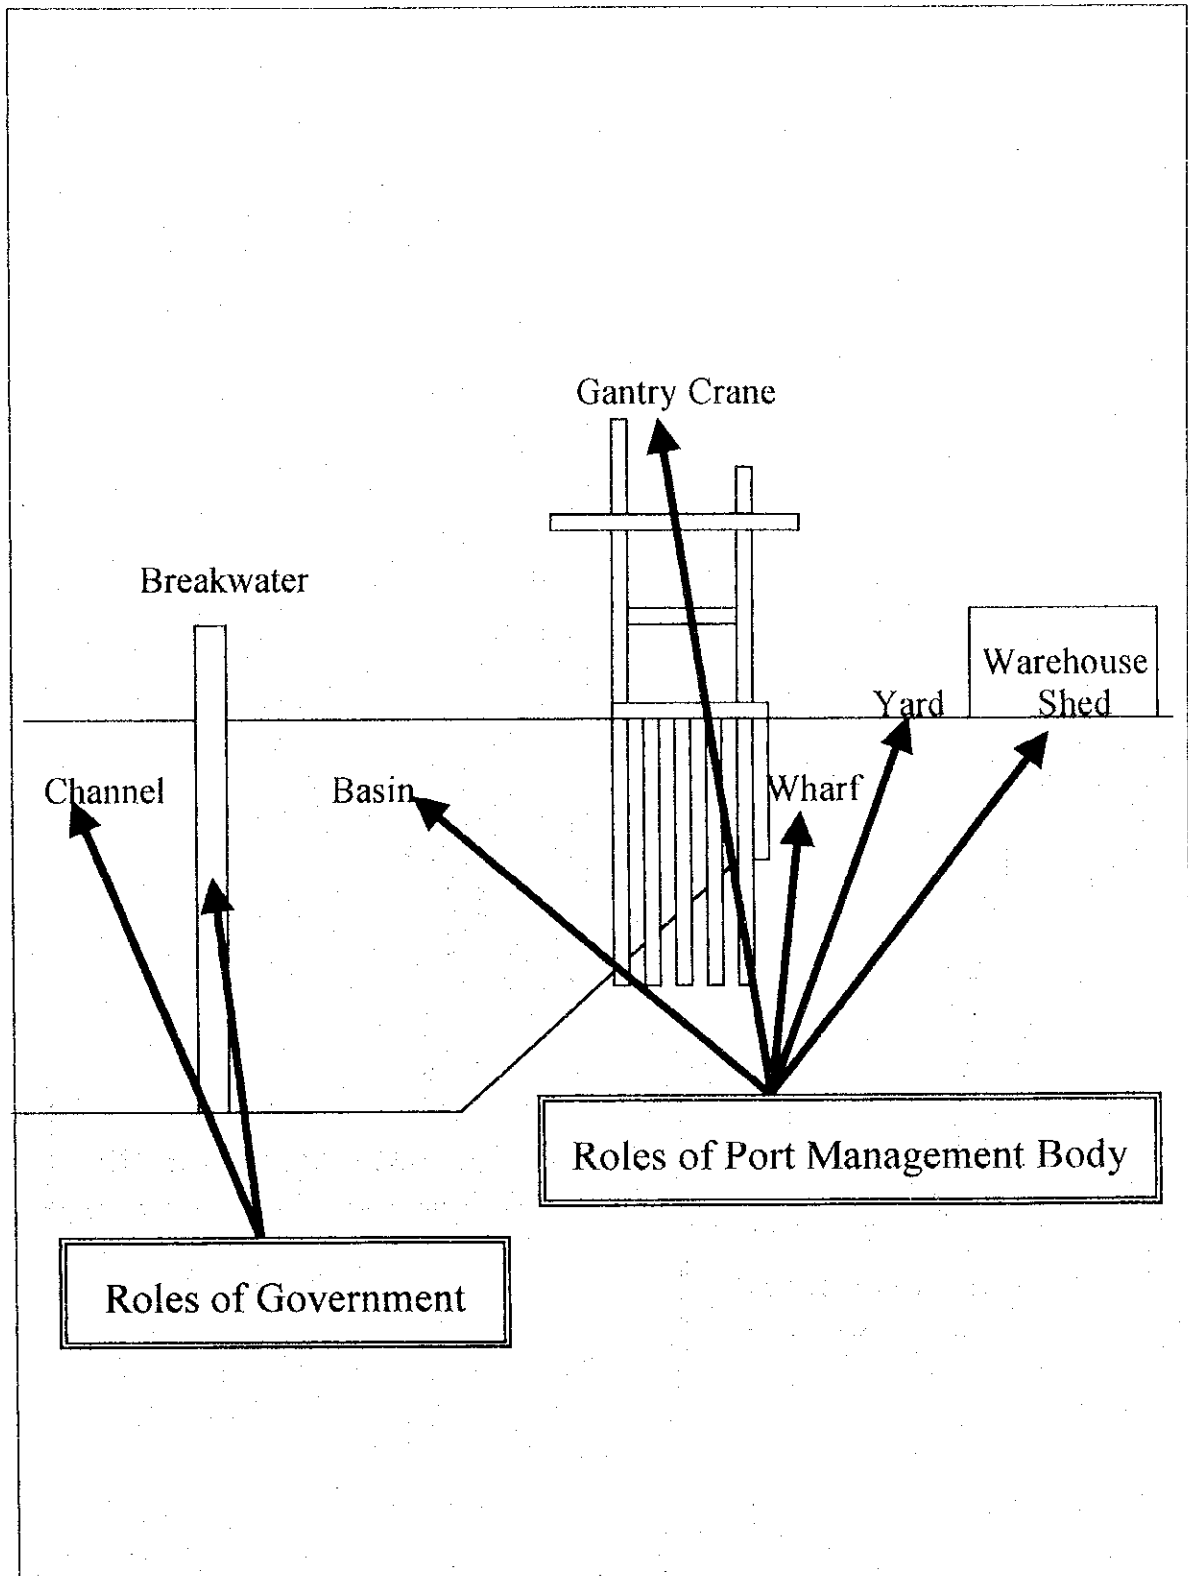 Gantry Crane
Breakwater
Warehouse
Shed
Yard
Channel
Basin
Wharf
Roles of Port Management Body
Roles of Government